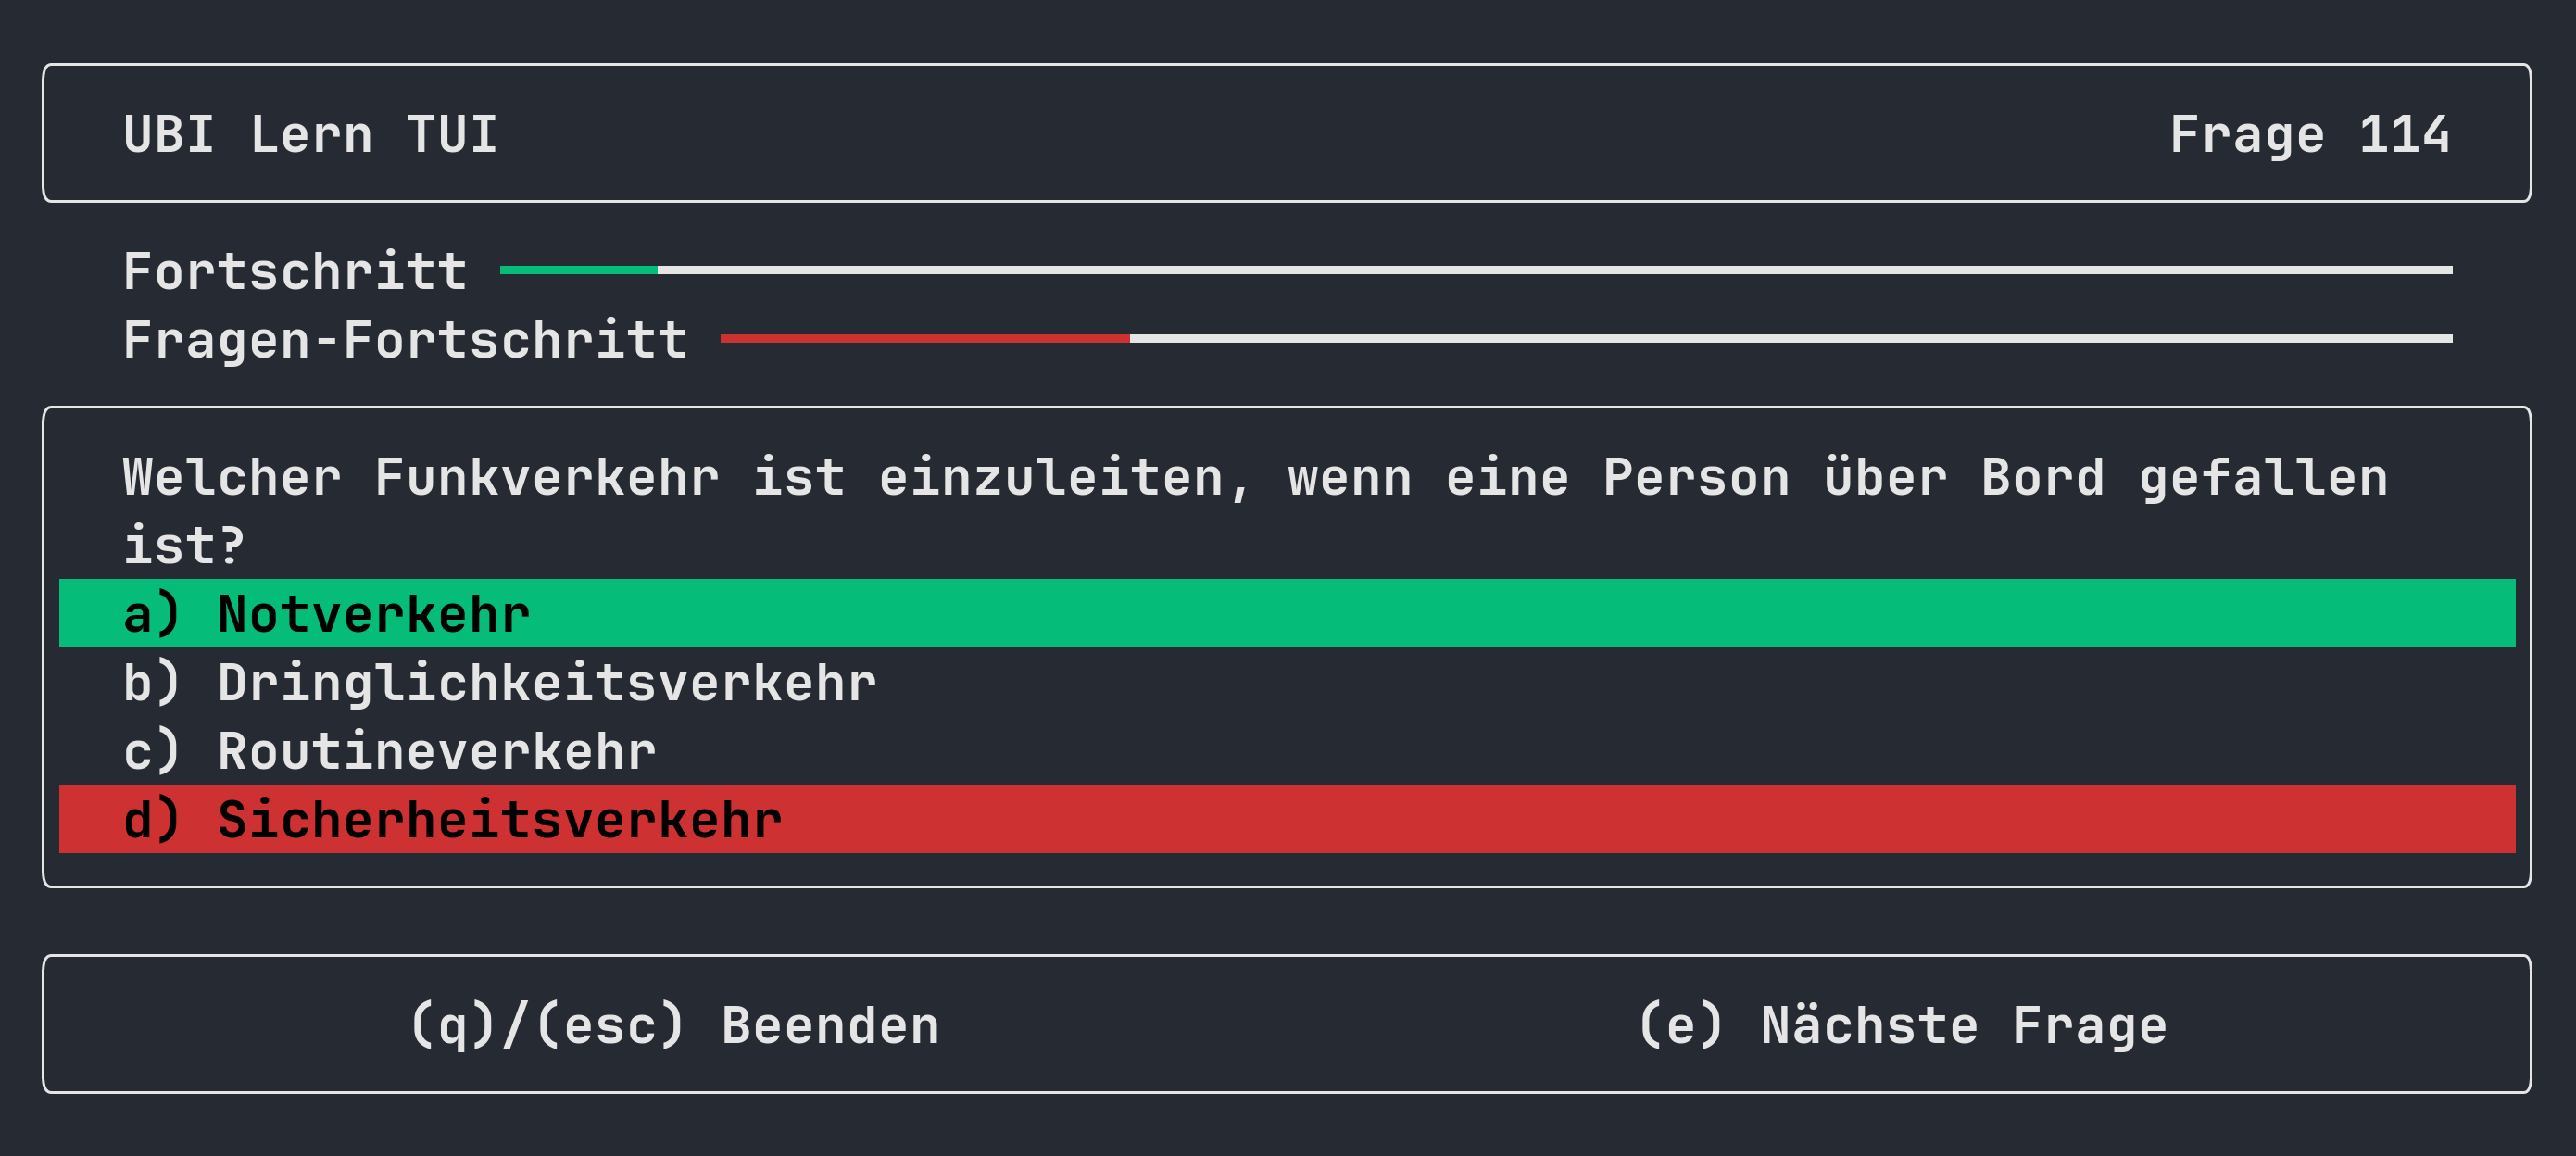 UBI Lern TUI Frage 114
Fortschritt
Fragen-Fortschritt
Welcher Funkverkehr ist einzuleiten, wenn eine Person über Bord gefallen
ist?
a) Notverkehr
b) Dringlichkeitsverkehr
c) Routineverkehr
d) Sicherheitsverkehr
(q)/(esc) Beenden (e) Nächste Frage